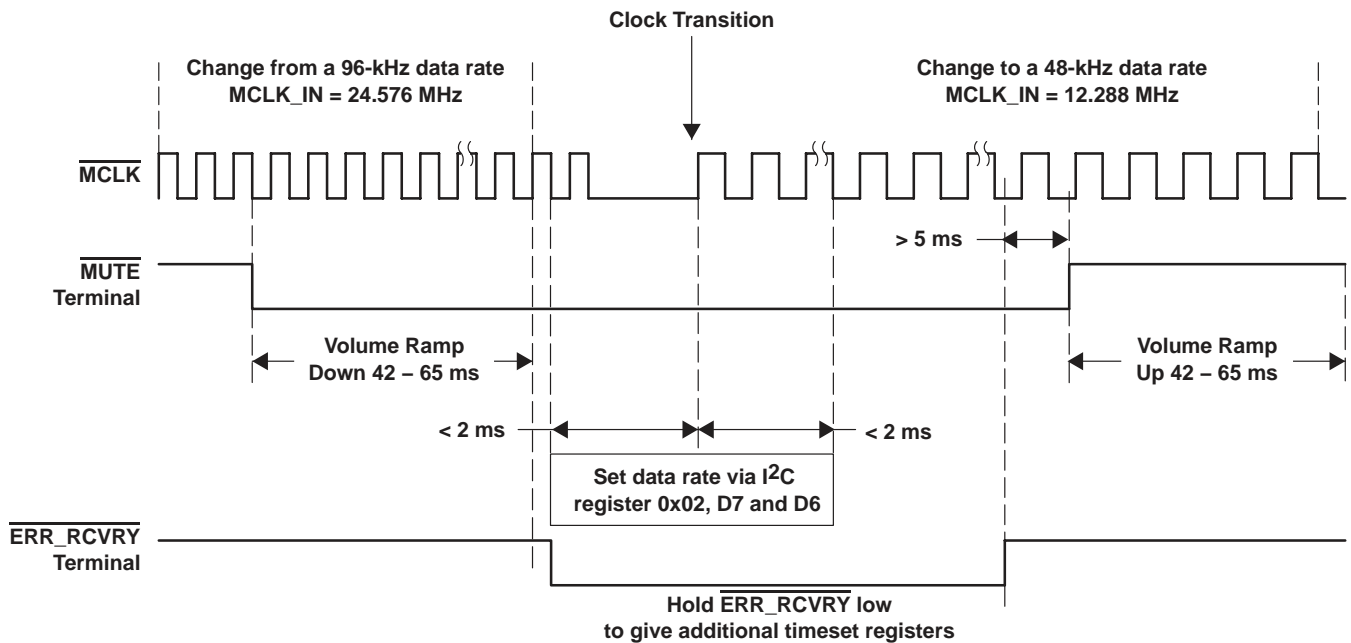 Clock Transition
Change from a 96-kHz data rate
MCLK_IN = 24.576 MHz
Change to a 48-kHz data rate
MCLK_IN = 12.288 MHz
MCLK
> 5 ms
MUTE
Terminal
Volume Ramp
Down 42 – 65 ms
Volume Ramp
Up 42 – 65 ms
< 2 ms
< 2 ms
Set data rate via I2C
register 0x02, D7 and D6
ERR_RCVRY
Terminal
Hold ERR_RCVRY low
to give additional timeset registers